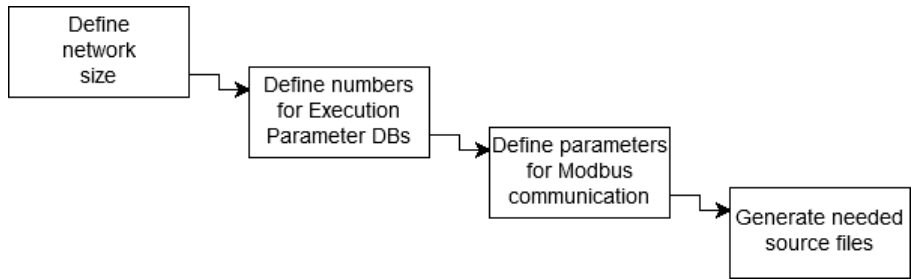 Define
network
size
Define numbers
for Execution
Parameter DBs
Define parameters
for Modbus
communication
Generate needed
source files